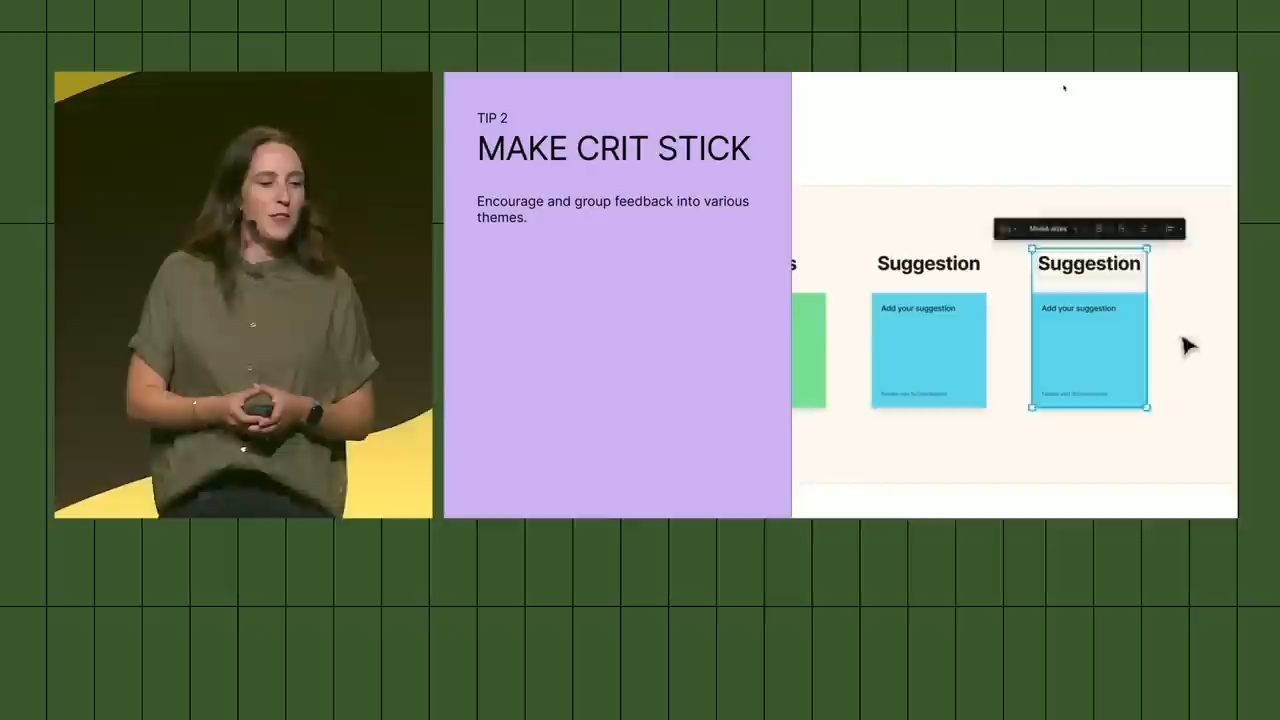 TIP 2
MAKE CRIT STICK
Encourage and group feedback into various
themes.
s
Suggestion
Suggestion
Add your suggestion
Add your suggestion